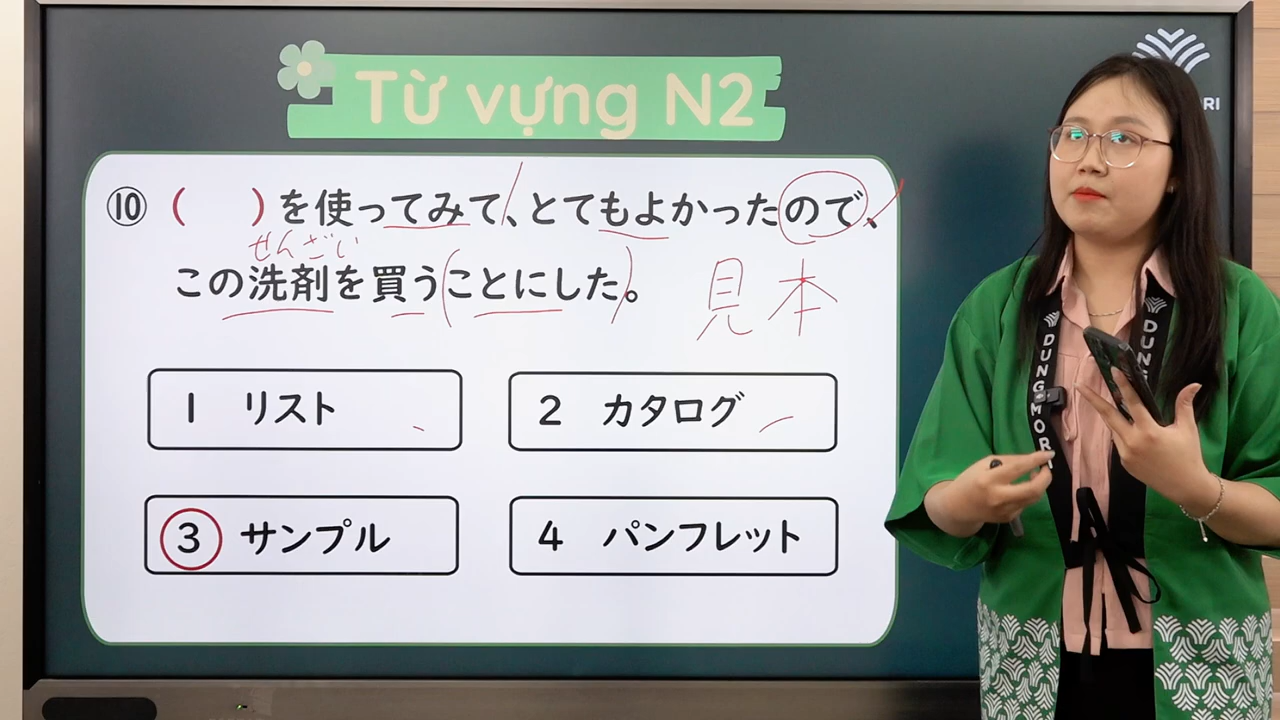 Từ vựng N2
RI
⑩ ( )を使ってみて、とてもよかったので、
せんざい
この洗剤を買うことにした。
見本
1 リスト
2 カタログ
3 サンプル
4 パンフレット
DUNGMORI
DUNG